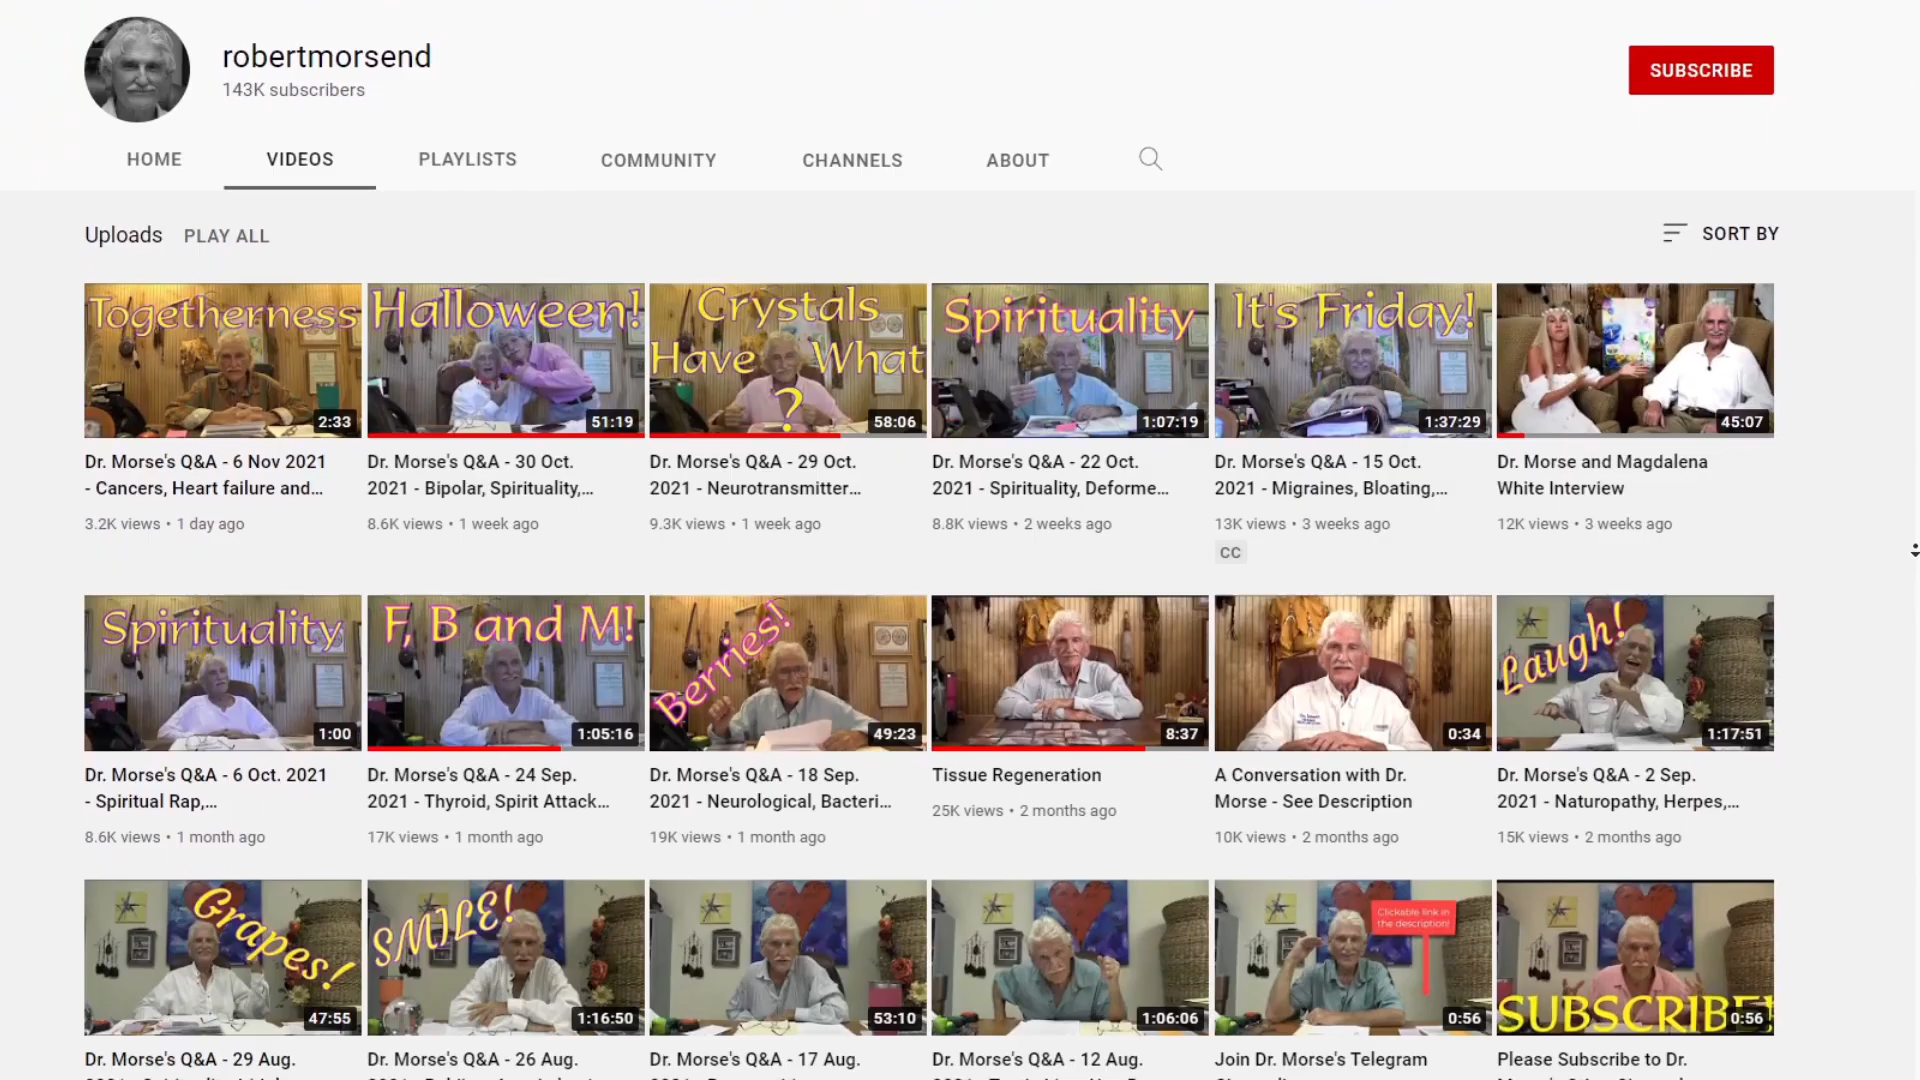 robertmorsend
143K subscribers
SUBSCRIBE
HOME
VIDEOS
PLAYLISTS
COMMUNITY
CHANNELS
ABOUT
Uploads
PLAY ALL
SORT BY
Togetherness
2:33
Halloween!
51:19
Crystals
Have What
?
58:06
Spirituality
1:07:19
It's Friday!
1:37:29
45:07
Dr. Morse's Q&A - 6 Nov 2021
- Cancers, Heart failure and...
3.2K views • 1 day ago
Dr. Morse's Q&A - 30 Oct.
2021 - Bipolar, Spirituality,...
8.6K views • 1 week ago
Dr. Morse's Q&A - 29 Oct.
2021 - Neurotransmitter...
9.3K views • 1 week ago
Dr. Morse's Q&A - 22 Oct.
2021 - Spirituality, Deforme...
8.8K views • 2 weeks ago
Dr. Morse's Q&A - 15 Oct.
2021 - Migraines, Bloating,...
13K views • 3 weeks ago
CC
Dr. Morse and Magdalena
White Interview
12K views • 3 weeks ago
Spirituality
1:00
F, B and M!
1:05:16
Berries!
49:23
8:37
0:34
Laugh!
1:17:51
Dr. Morse's Q&A - 6 Oct. 2021
- Spiritual Rap,...
8.6K views • 1 month ago
Dr. Morse's Q&A - 24 Sep.
2021 - Thyroid, Spirit Attack...
17K views • 1 month ago
Dr. Morse's Q&A - 18 Sep.
2021 - Neurological, Bacteri...
19K views • 1 month ago
Tissue Regeneration
25K views • 2 months ago
A Conversation with Dr.
Morse - See Description
10K views • 2 months ago
Dr. Morse's Q&A - 2 Sep.
2021 - Naturopathy, Herpes,...
15K views • 2 months ago
Grapes!
47:55
SMILE!
1:16:50
53:10
1:06:06
Clickable link in
the description!
0:56
SUBSCRIBE!
0:56
Dr. Morse's Q&A - 29 Aug.
Dr. Morse's Q&A - 26 Aug.
Dr. Morse's Q&A - 17 Aug.
Dr. Morse's Q&A - 12 Aug.
Join Dr. Morse's Telegram
Please Subscribe to Dr.